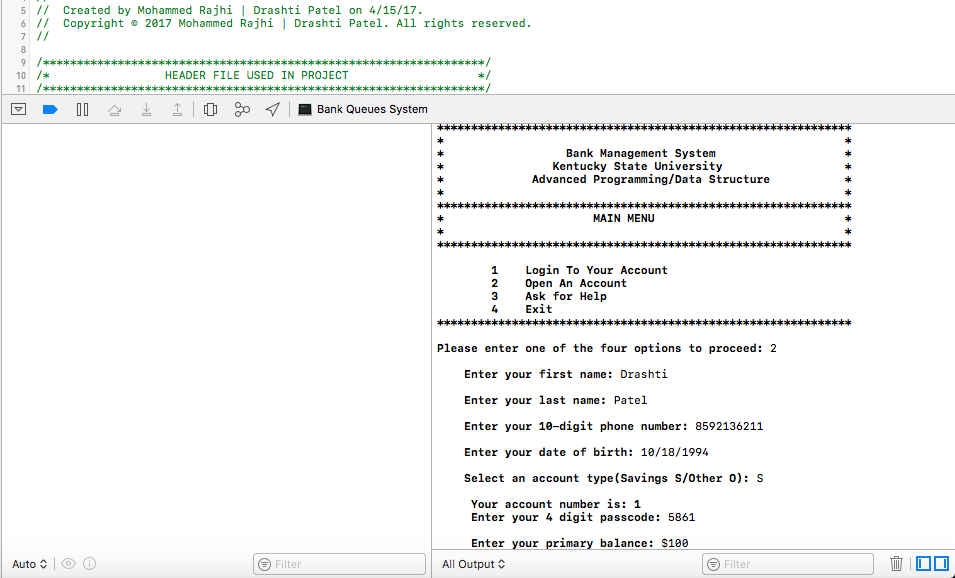 5 //  Created by Mohammed Rajhi | Drashti Patel on 4/15/17.
6 //  Copyright © 2017 Mohammed Rajhi | Drashti Patel. All rights reserved.
7 //
8
9 /******************************************************************/
10 /*                 HEADER FILE USED IN PROJECT                   */
11 /******************************************************************/
Bank Queues System
*************************************************************
*                                                           *
*                  Bank Management System                   *
*                Kentucky State University                  *
*             Advanced Programming/Data Structure           *
*                                                           *
*************************************************************
*                      MAIN MENU                            *
*                                                           *
*************************************************************
1    Login To Your Account
2    Open An Account
3    Ask for Help
4    Exit
*************************************************************
Please enter one of the four options to proceed: 2
Enter your first name: Drashti
Enter your last name: Patel
Enter your 10-digit phone number: 8592136211
Enter your date of birth: 10/18/1994
Select an account type(Savings S/Other O): S
Your account number is: 1
Enter your 4 digit passcode: 5861
Enter your primary balance: $100
Auto
Filter
All Output
Filter